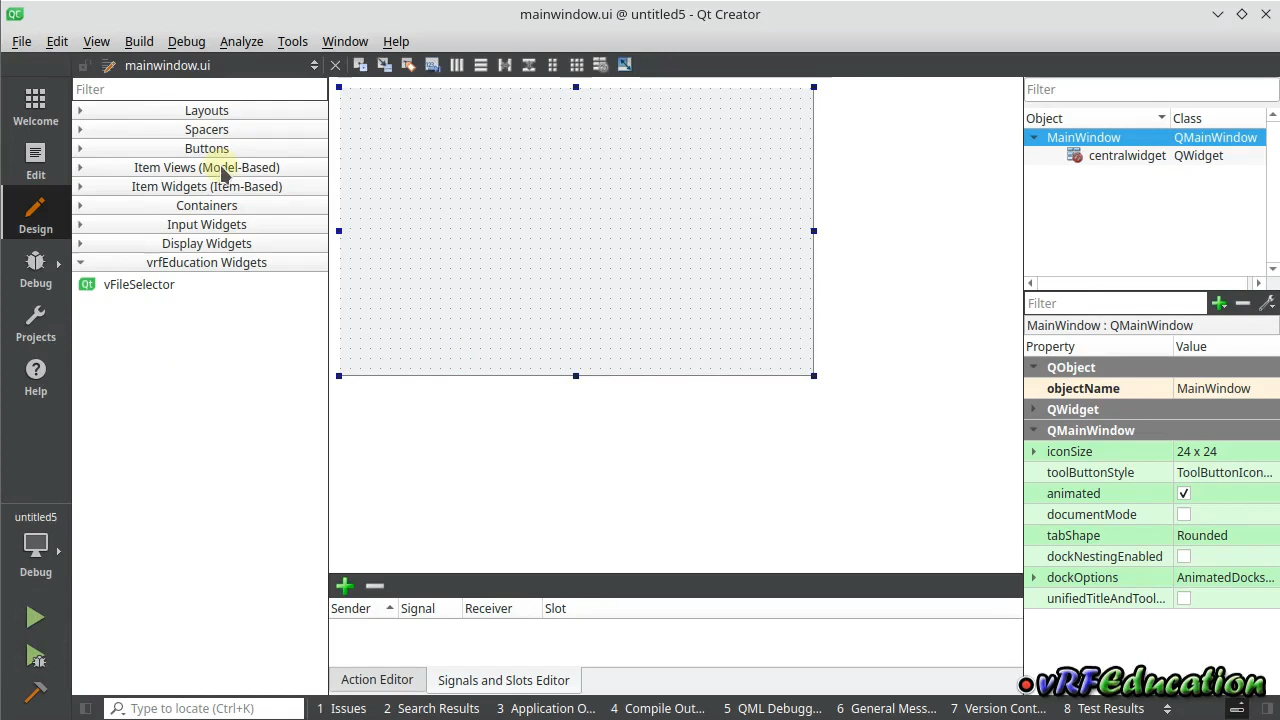 mainwindow.ui @ untitled5 - Qt Creator
File Edit View Build Debug Analyze Tools Window Help
mainwindow.ui
Filter
Layouts
Spacers
Buttons
Item Views (Model-Based)
Item Widgets (Item-Based)
Containers
Input Widgets
Display Widgets
vrfEducation Widgets
Qt vFileSelector
Welcome
Edit
Design
Debug
Projects
Help
untitled5
Debug
Filter
Object Class
MainWindow QMainWindow
centralwidget QWidget
Filter
MainWindow : QMainWindow
Property Value
QObject
objectName MainWindow
QWidget
QMainWindow
iconSize 24 x 24
toolButtonStyle ToolButtonIcon...
animated
documentMode
tabShape Rounded
dockNestingEnabled
dockOptions AnimatedDocks...
unifiedTitleAndTool...
Sender Signal Receiver Slot
Action Editor Signals and Slots Editor
vRFEducation
Type to locate (Ctrl+K) 1 Issues 2 Search Results 3 Application O... 4 Compile Out... 5 QML Debugg... 6 General Mess... 7 Version Cont... 8 Test Results